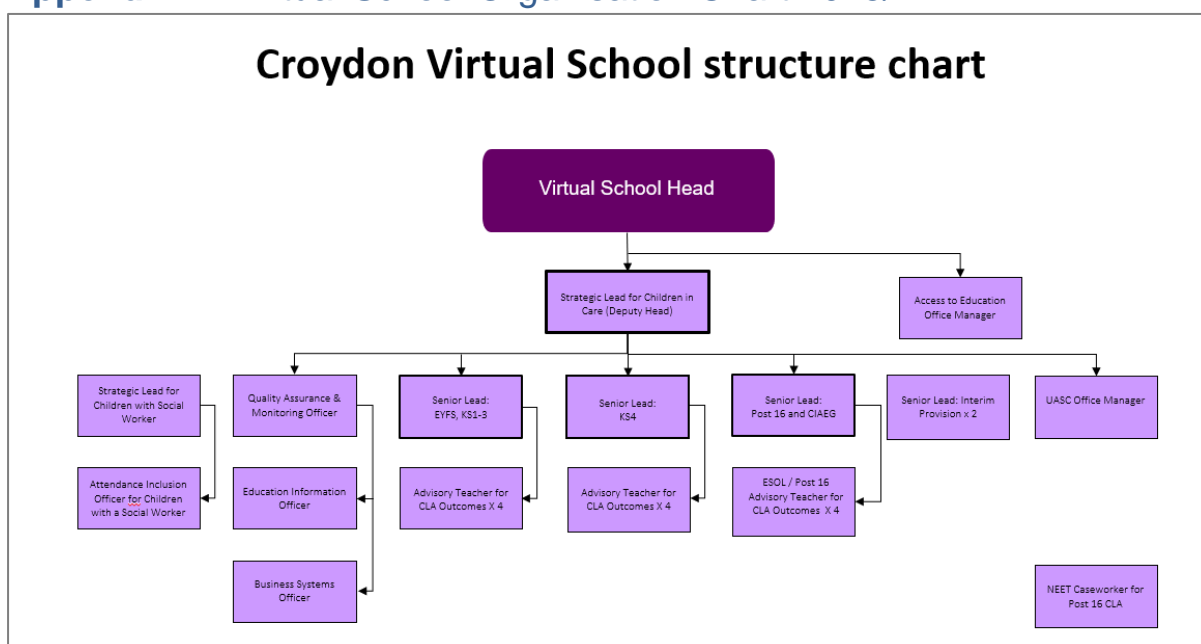 Croydon Virtual School structure chart
Virtual School Head
Strategic Lead for Children in
Care (Deputy Head)
Access to Education
Office Manager
Strategic Lead for
Children with Social
Worker
Quality Assurance &
Monitoring Officer
Senior Lead:
EYFS, KS1-3
Senior Lead:
KS4
Senior Lead:
Post 16 and CIAEG
Senior Lead: Interim
Provision x 2
UASC Office Manager
Attendance Inclusion
Officer for Children
with a Social Worker
Education Information
Officer
Advisory Teacher for
CLA Outcomes X 4
Advisory Teacher for
CLA Outcomes X 4
ESOL / Post 16
Advisory Teacher for
CLA Outcomes X 4
Business Systems
Officer
NEET Caseworker for
Post 16 CLA